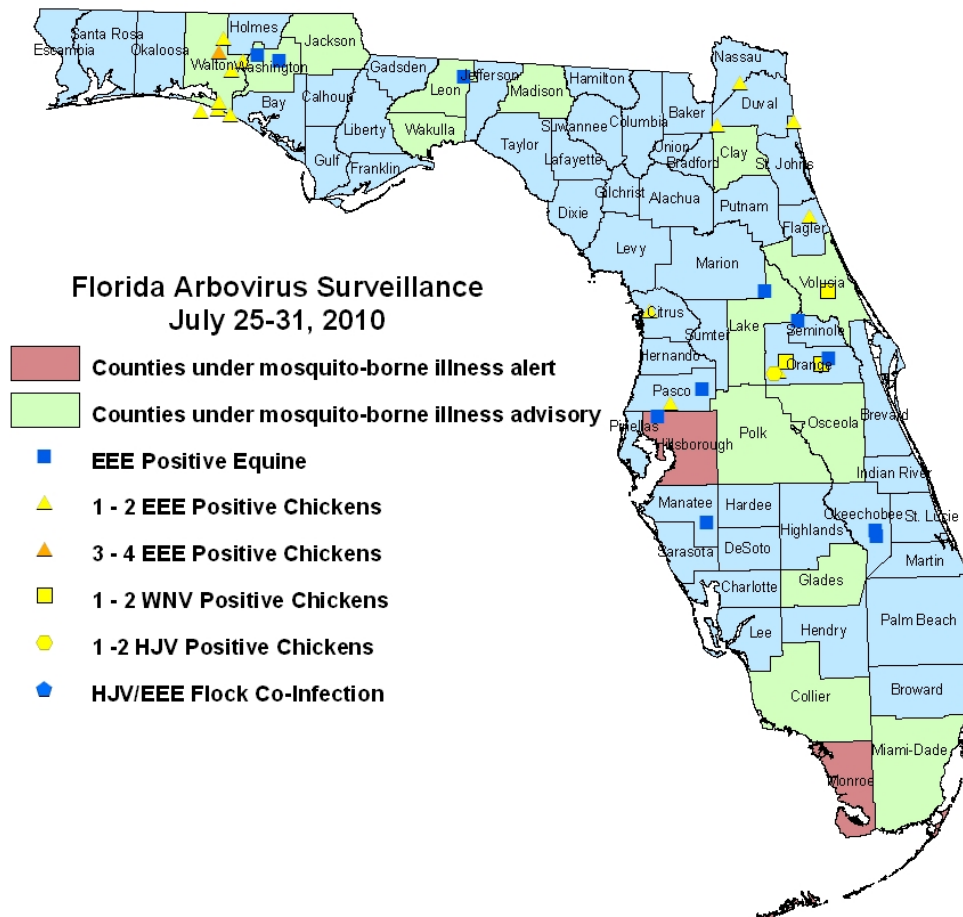 Holmes
Santa Rosa
Jackson
Escambia
Okaloosa
Walton
Washington
Nassau
Gadsden
Jefferson
Hamilton
Leon
Madison
Duval
Bay
Calhoun
Baker
Columbia
Suwannee
Liberty
Wakulla
Taylor
Union
Clay
Bradford
St. Johns
Lafayette
Gulf
Franklin
Gilchrist
Alachua
Putnam
Dixie
Flagler
Levy
Marion
Florida Arbovirus Surveillance
July 25-31, 2010
Volusia
Citrus
Lake
Seminole
Sumter
Hernando
Orange
Counties under mosquito-borne illness alert
Pasco
Counties under mosquito-borne illness advisory
Brevard
Osceola
Pinellas
Polk
Hillsborough
EEE Positive Equine
Indian River
1 - 2 EEE Positive Chickens
Manatee
Hardee
Okeechobee
St. Lucie
Highlands
3 - 4 EEE Positive Chickens
Sarasota
DeSoto
Martin
Glades
Charlotte
1 - 2 WNV Positive Chickens
Palm Beach
Lee
Hendry
1 -2 HJV Positive Chickens
HJV/EEE Flock Co-Infection
Collier
Broward
Miami-Dade
Monroe